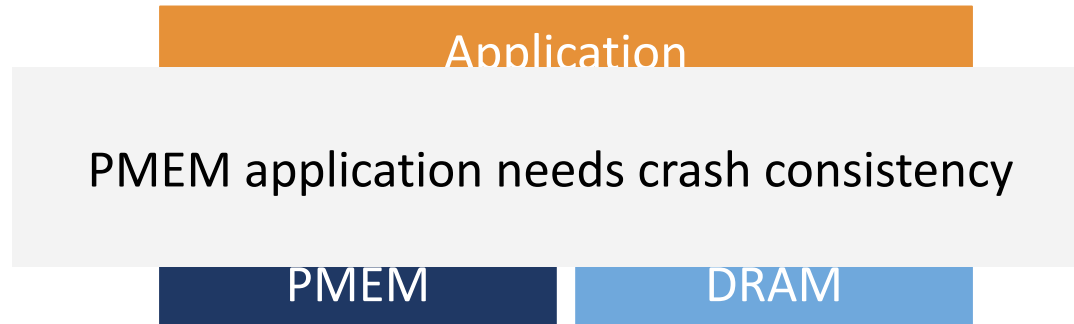 Application
PMEM application needs crash consistency
PMEM
DRAM